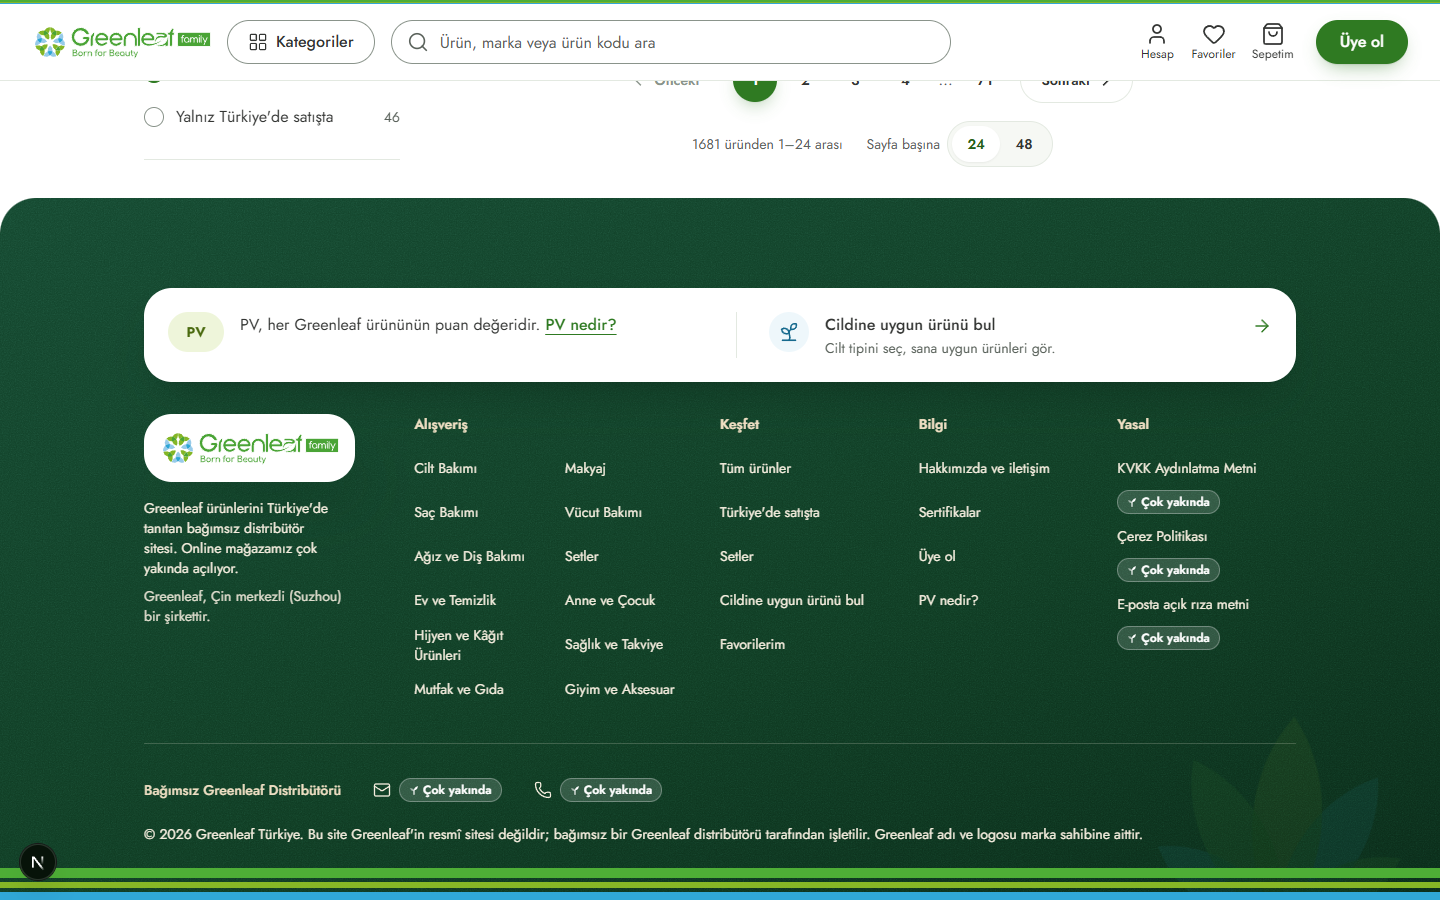 Greenleaf family
Born for Beauty
Kategoriler
Ürün, marka veya ürün kodu ara
Hesap
Favoriler
Sepetim
Üye ol
Yalnız Türkiye'de satışta 46
1681 üründen 1–24 arası
Sayfa başına
24
48
PV
PV, her Greenleaf ürününün puan değeridir. PV nedir?
Cildine uygun ürünü bul
Cilt tipini seç, sana uygun ürünleri gör.
Greenleaf family
Born for Beauty
Greenleaf ürünlerini Türkiye'de
tanıtan bağımsız distribütör
sitesi. Online mağazamız çok
yakında açılıyor.
Greenleaf, Çin merkezli (Suzhou)
bir şirkettir.
Alışveriş
Cilt Bakımı
Makyaj
Saç Bakımı
Vücut Bakımı
Ağız ve Diş Bakımı
Setler
Ev ve Temizlik
Anne ve Çocuk
Hijyen ve Kâğıt
Ürünleri
Sağlık ve Takviye
Mutfak ve Gıda
Giyim ve Aksesuar
Keşfet
Tüm ürünler
Türkiye'de satışta
Setler
Cildine uygun ürünü bul
Favorilerim
Bilgi
Hakkımızda ve iletişim
Sertifikalar
Üye ol
PV nedir?
Yasal
KVKK Aydınlatma Metni
Çok yakında
Çerez Politikası
Çok yakında
E-posta açık rıza metni
Çok yakında
Bağımsız Greenleaf Distribütörü
Çok yakında
Çok yakında
© 2026 Greenleaf Türkiye. Bu site Greenleaf'in resmî sitesi değildir; bağımsız bir Greenleaf distribütörü tarafından işletilir. Greenleaf adı ve logosu marka sahibine aittir.
N